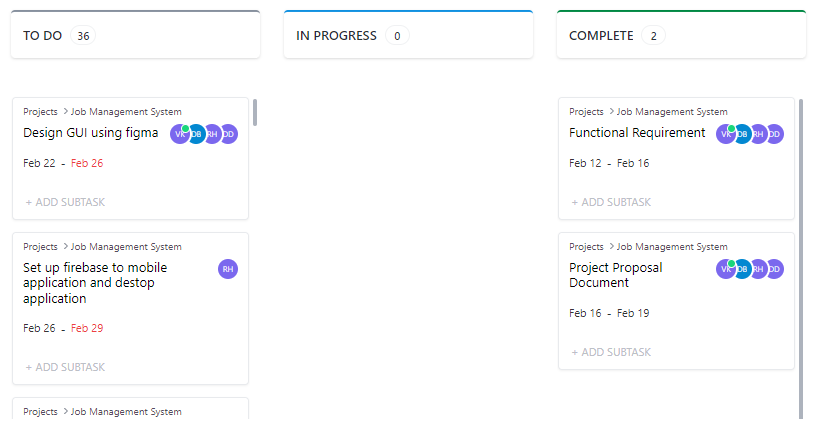 TO DO 36
IN PROGRESS 0
COMPLETE 2
Projects > Job Management System
Design GUI using figma VK DB RH DD
Feb 22 - Feb 26
+ ADD SUBTASK
Projects > Job Management System
Set up firebase to mobile RH
application and destop
application
Feb 26 - Feb 29
+ ADD SUBTASK
Projects > Job Management System
Projects > Job Management System
Functional Requirement VK DB RH DD
Feb 12 - Feb 16
+ ADD SUBTASK
Projects > Job Management System
Project Proposal VK DB RH DD
Document
Feb 16 - Feb 19
+ ADD SUBTASK